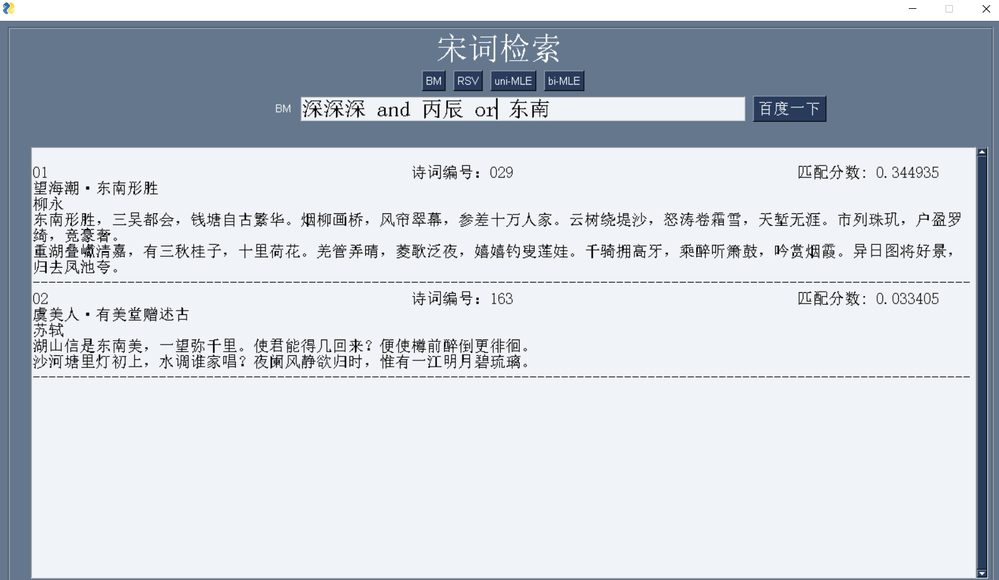 宋词检索
BM RSV uni-MLE bi-MLE
BM 深深深 and 丙辰 or 东南 百度一下
01 诗词编号：029 匹配分数：0.344935
望海潮·东南形胜
柳永
东南形胜，三吴都会，钱塘自古繁华。烟柳画桥，风帘翠幕，参差十万人家。云树绕堤沙，怒涛卷霜雪，天堑无涯。市列珠玑，户盈罗
绮，竞豪奢。
重湖叠巘清嘉，有三秋桂子，十里荷花。羌管弄晴，菱歌泛夜，嬉嬉钓叟莲娃。千骑拥高牙，乘醉听箫鼓，吟赏烟霞。异日图将好景，
归去凤池夸。
02 诗词编号：163 匹配分数：0.033405
虞美人·有美堂赠述古
苏轼
湖山信是东南美，一望弥千里。使君能得几回来？便使樽前醉倒更徘徊。
沙河塘里灯初上，水调谁家唱？夜阑风静欲归时，惟有一江明月碧琉璃。